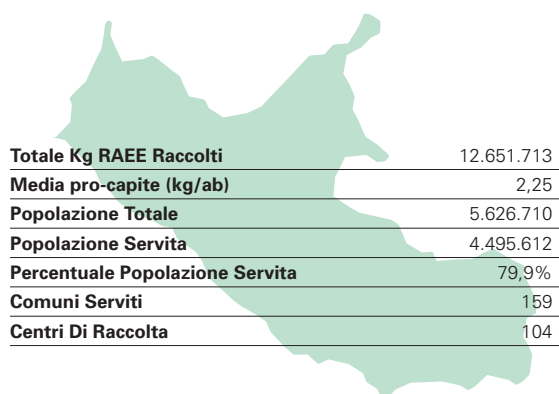 Totale Kg RAEE Raccolti 12.651.713
Media pro-capite (kg/ab) 2,25
Popolazione Totale 5.626.710
Popolazione Servita 4.495.612
Percentuale Popolazione Servita 79,9%
Comuni Serviti 159
Centri Di Raccolta 104